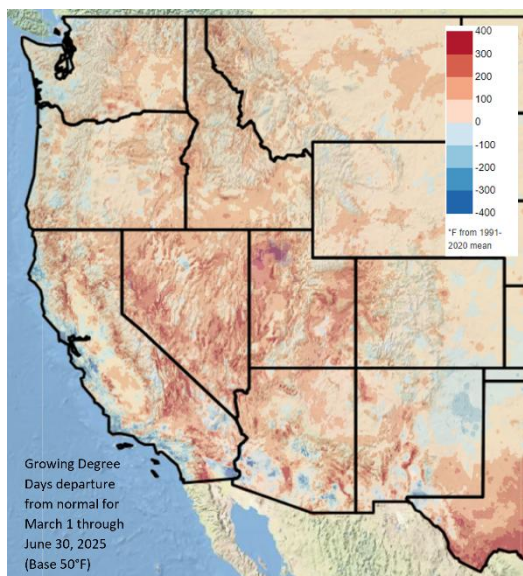 400
300
200
100
0
-100
-200
-300
-400
°F from 1991-
2020 mean
Growing Degree
Days departure
from normal for
March 1 through
June 30, 2025
(Base 50°F)